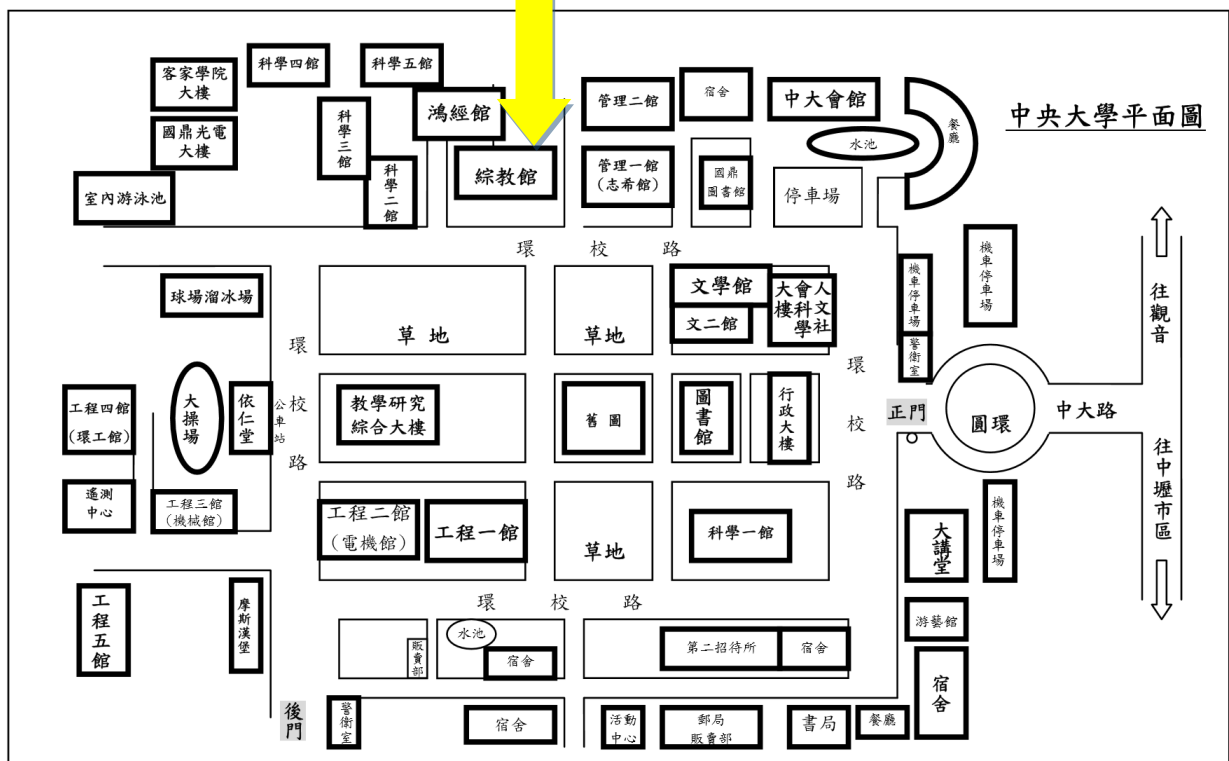 中央大學平面圖
科學四館
科學五館
客家學院
大樓
國鼎光電
大樓
科學三館
科學二館
室內游泳池
鴻經館
綜教館
管理二館
管理一館
(志希館)
宿舍
國鼎
圖書館
中大會館
水池
餐廳
停車場
環校路
機車停車場
機車停車場
警衛室
往觀音
球場溜冰場
草地
草地
文學館
文二館
人文社
會科學
大樓
環校路
環校路
工程四館
(環工館)
大操場
依仁堂
公車站
教學研究
綜合大樓
舊圖
圖書館
行政大樓
正門
圓環
中大路
往中壢市區
遙測
中心
工程三館
(機械館)
工程二館
(電機館)
工程一館
草地
科學一館
大講堂
機車停車場
環校路
工程五館
摩斯漢堡
販賣部
水池
宿舍
第二招待所
宿舍
游藝館
宿舍
後門
警衛室
宿舍
活動
中心
郵局
販賣部
書局
餐廳